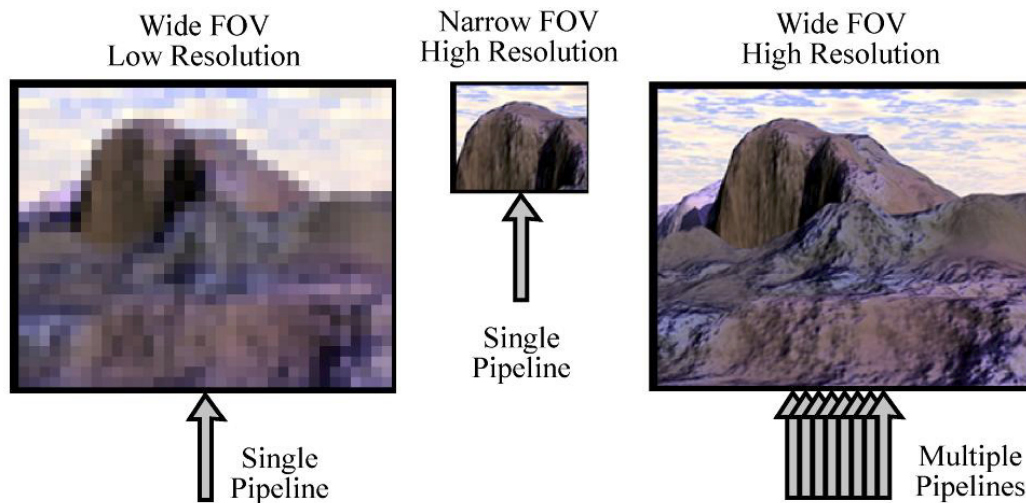 Wide FOV
Low Resolution
Narrow FOV
High Resolution
Wide FOV
High Resolution
Single
Pipeline
Single
Pipeline
Multiple
Pipelines